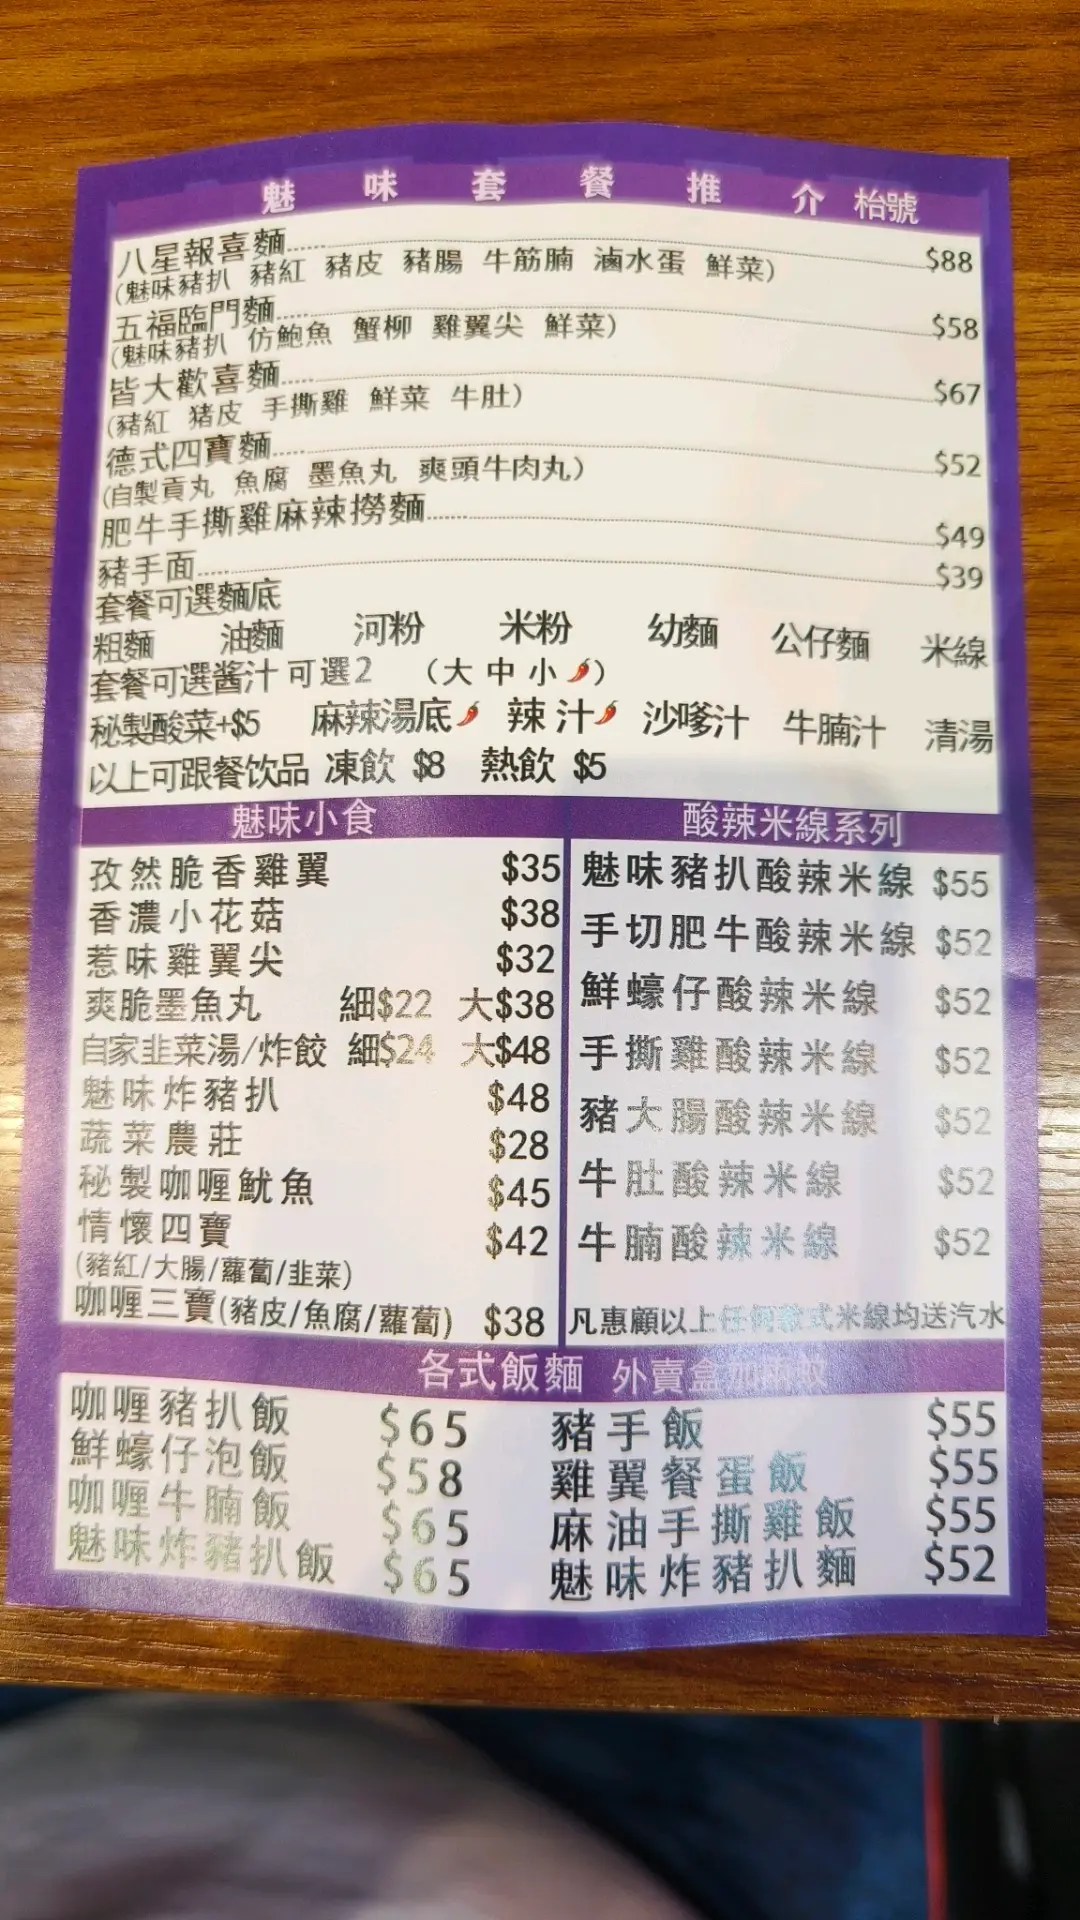 魅味套餐推介 枱號
八星報喜麵......$88
(魅味豬扒 豬紅 豬皮 豬腸 牛筋腩 滷水蛋 鮮菜)
五福臨門麵......$58
(魅味豬扒 仿鮑魚 蟹柳 雞翼尖 鮮菜)
皆大歡喜麵......$67
(豬紅 猪皮 手撕雞 鮮菜 牛肚)
德式四寶麵......$52
(自製貢丸 魚腐 墨魚丸 爽頭牛肉丸)
肥牛手撕雞麻辣撈麵......$49
豬手面......$39
套餐可選麵底
粗麵 油麵 河粉 米粉 幼麵 公仔麵 米線
套餐可選酱汁可選2 (大中小🌶)
秘製酸菜+$5 麻辣湯底🌶 辣汁🌶 沙嗲汁 牛腩汁 清湯
以上可跟餐饮品 凍飲 $8 熱飲 $5
魅味小食
孜然脆香雞翼 $35
香濃小花菇 $38
惹味雞翼尖 $32
爽脆墨魚丸 細$22 大$38
自家韭菜湯/炸餃 細$24 大$48
魅味炸豬扒 $48
蔬菜農莊 $28
秘製咖喱魷魚 $45
情懷四寶 $42
(豬紅/大腸/蘿蔔/韭菜)
咖喱三寶(豬皮/魚腐/蘿蔔) $38
酸辣米線系列
魅味豬扒酸辣米線 $55
手切肥牛酸辣米線 $52
鮮蠔仔酸辣米線 $52
手撕雞酸辣米線 $52
豬大腸酸辣米線 $52
牛肚酸辣米線 $52
牛腩酸辣米線 $52
凡惠顧以上任何款式米線均送汽水
各式飯麵 外賣盒加兩蚊
咖喱豬扒飯 $65
鮮蠔仔泡飯 $58
咖喱牛腩飯 $65
魅味炸豬扒飯 $65
豬手飯 $55
雞翼餐蛋飯 $55
麻油手撕雞飯 $55
魅味炸豬扒麵 $52